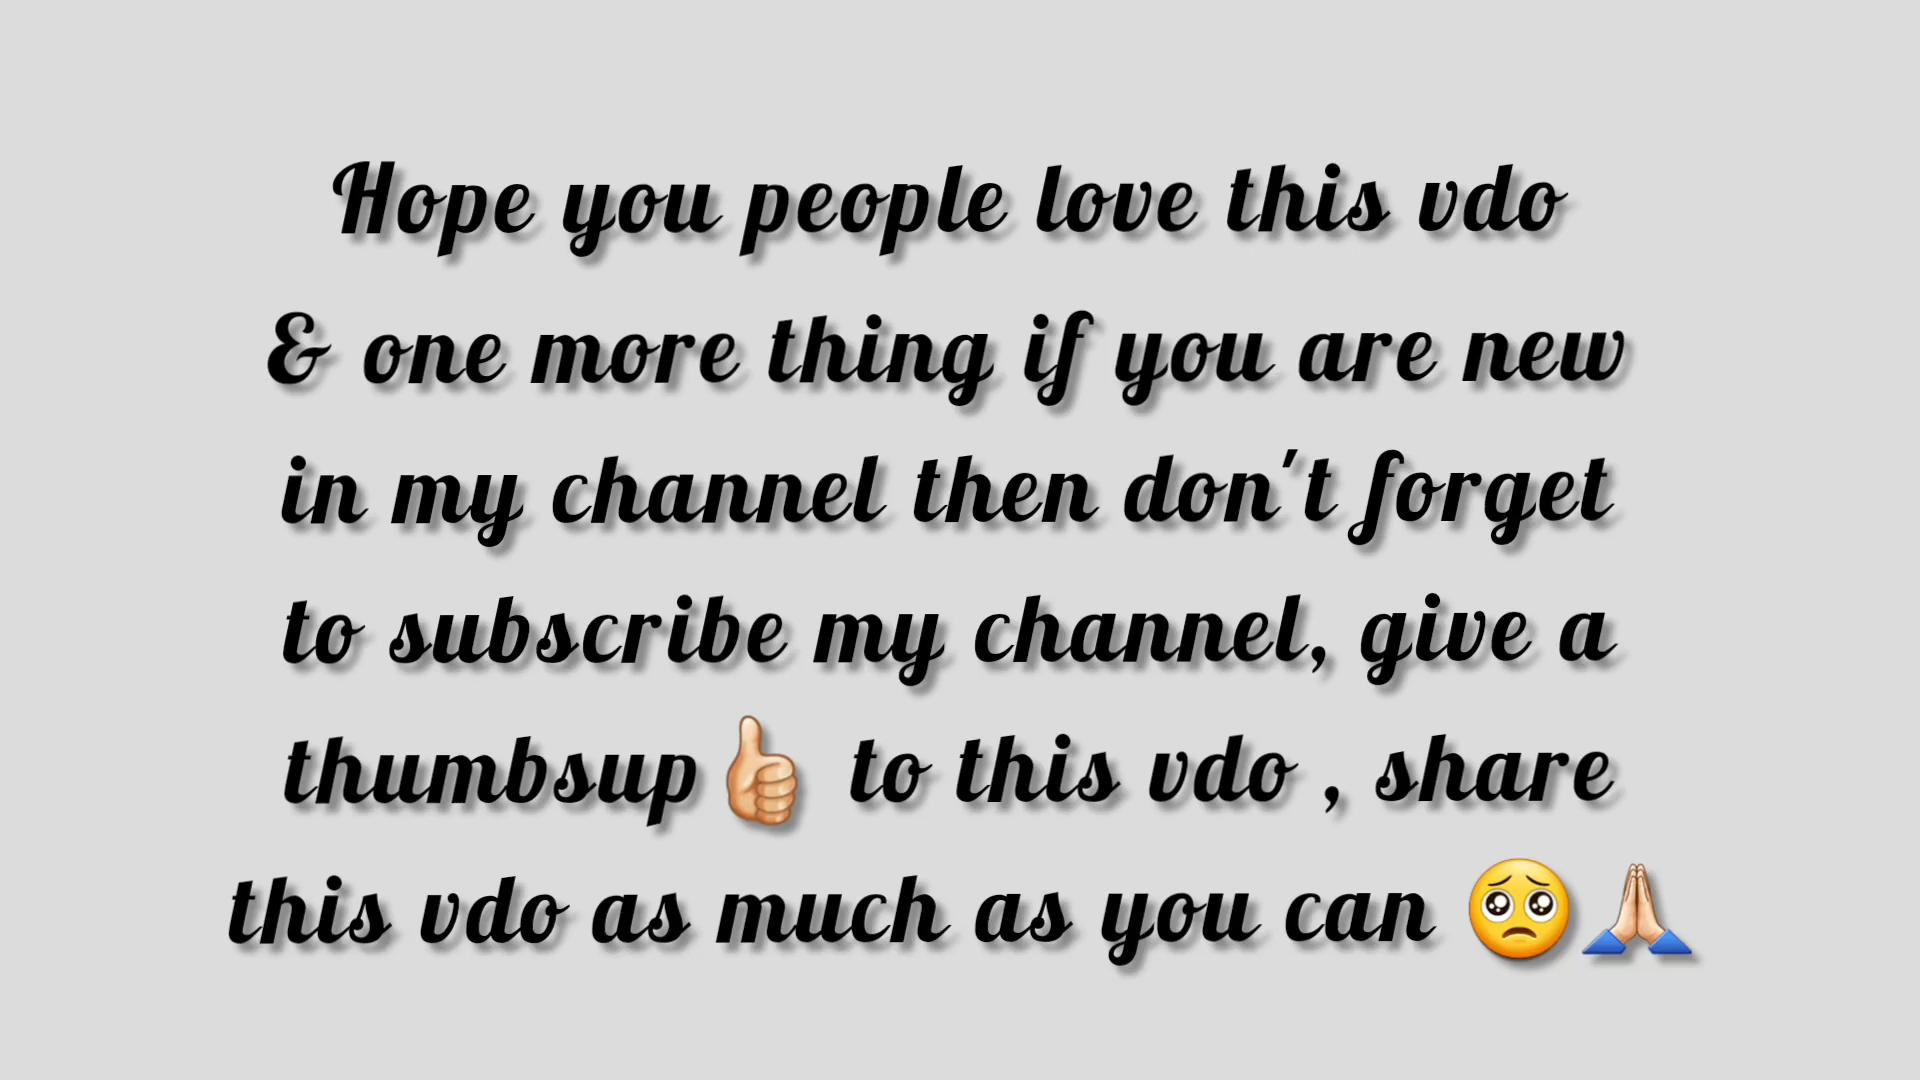 Hope you people love this vdo
& one more thing if you are new
in my channel then don't forget
to subscribe my channel, give a
thumbsup👍🏻 to this vdo , share
this vdo as much as you can 🥺🙏🏻